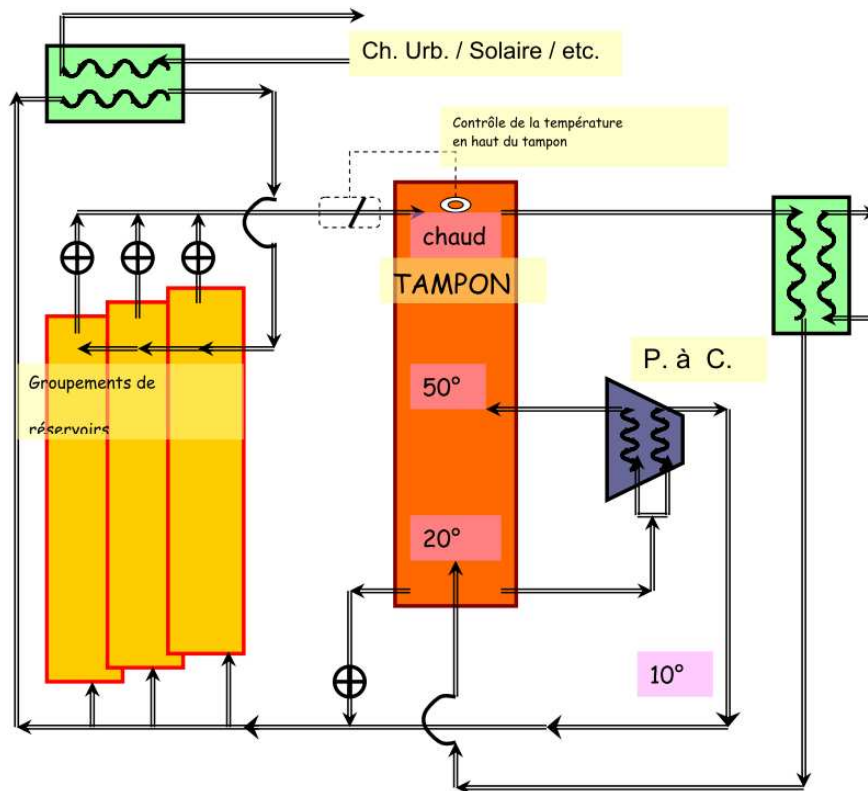 Ch. Urb. / Solaire / etc.
Contrôle de la température
en haut du tampon
chaud
TAMPON
P. à C.
Groupements de
réservoirs
50°
20°
10°